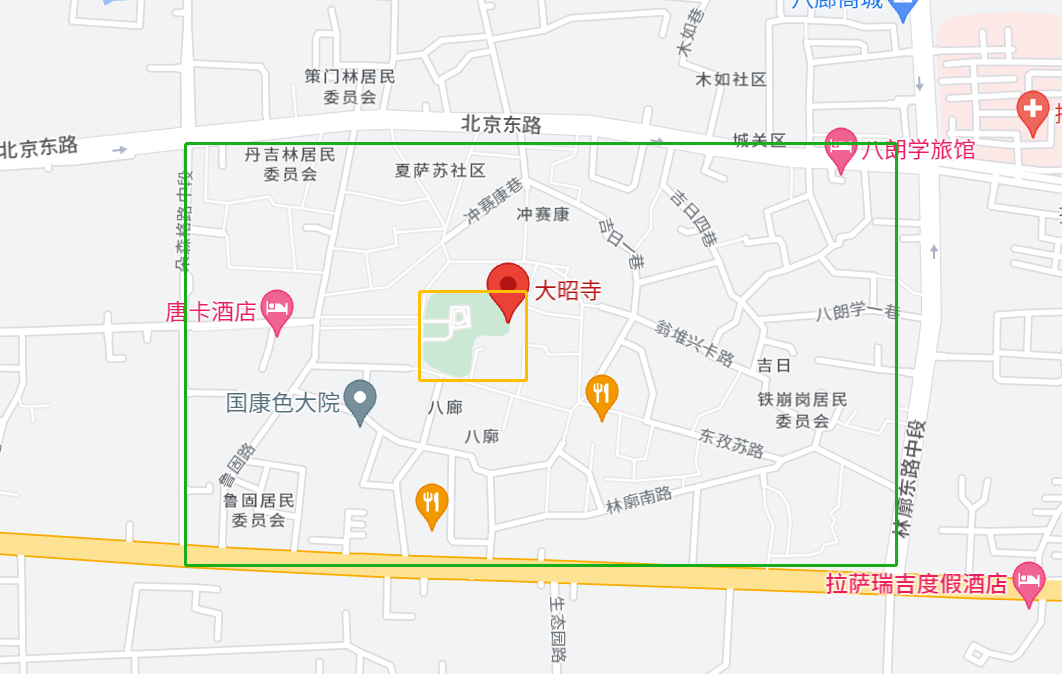 八廊商城
木如巷
策门林居民
委员会
木如社区
北京东路
北京东路
城关区
八朗学旅馆
丹吉林居民
委员会
夏萨苏社区
朵森格路中段
冲赛康巷
冲赛康
吉日一巷
吉日四巷
大昭寺
唐卡酒店
八朗学一巷
翁堆兴卡路
吉日
国康色大院
八廊
铁崩岗居民
委员会
八廓
东孜苏路
鲁固路
林廓东路中段
鲁固居民
委员会
林廓南路
拉萨瑞吉度假酒店
生态园路